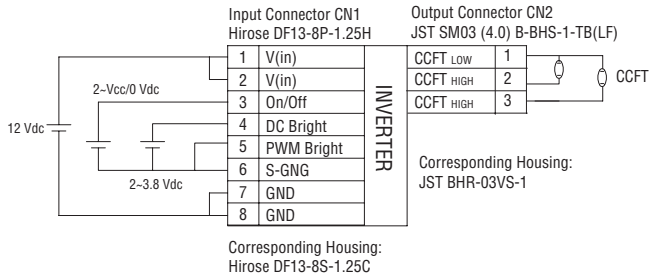 Input Connector CN1
Hirose DF13-8P-1.25H
Output Connector CN2
JST SM03 (4.0) B-BHS-1-TB(LF)
1 V(in)
2 V(in)
3 On/Off
4 DC Bright
5 PWM Bright
6 S-GNG
7 GND
8 GND
INVERTER
CCFT LOW 1
CCFT HIGH 2
CCFT HIGH 3
CCFT
2~Vcc/0 Vdc
12 Vdc
2~3.8 Vdc
Corresponding Housing:
JST BHR-03VS-1
Corresponding Housing:
Hirose DF13-8S-1.25C